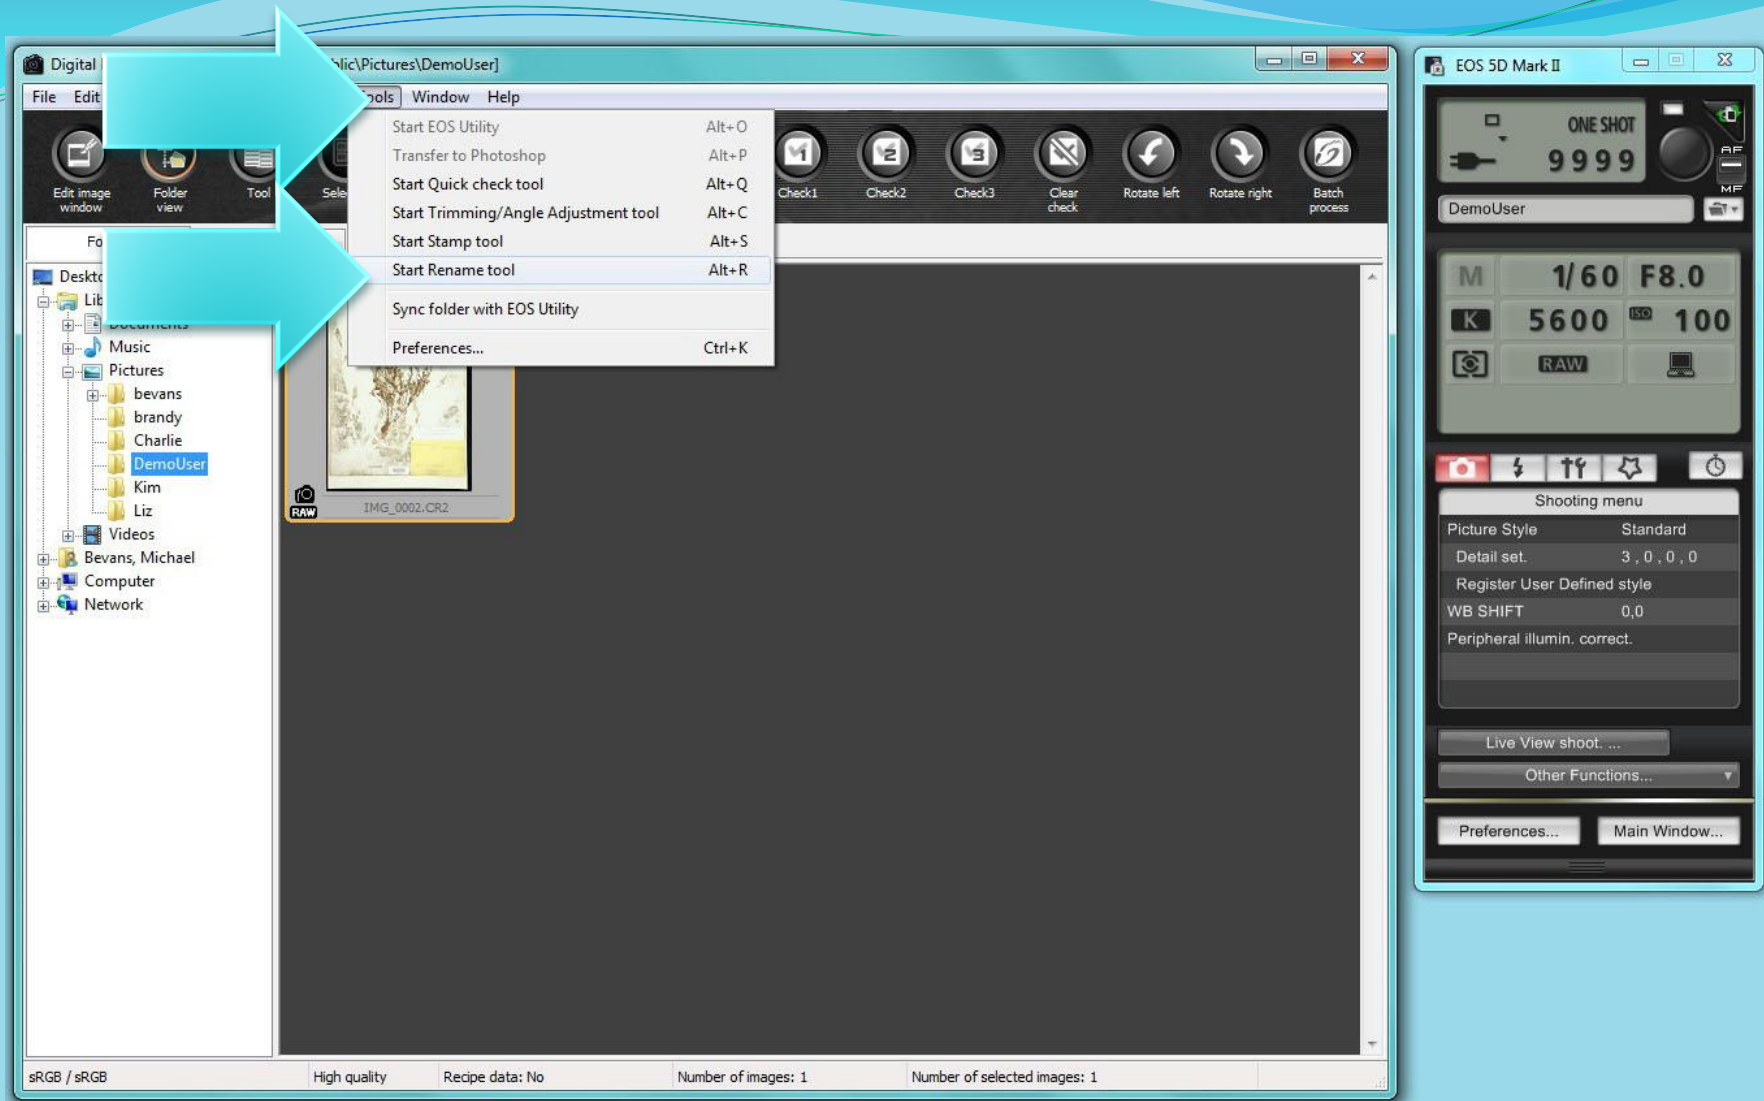 Digital
blic\Pictures\DemoUser]
File Edit Tools Window Help
Edit image window
Folder view
Tool
Check1
Check2
Check3
Clear check
Rotate left
Rotate right
Batch process
Start EOS Utility Alt+O
Transfer to Photoshop Alt+P
Start Quick check tool Alt+Q
Start Trimming/Angle Adjustment tool Alt+C
Start Stamp tool Alt+S
Start Rename tool Alt+R
Sync folder with EOS Utility
Preferences... Ctrl+K
Fo
Deskto
Lib
Documents
Music
Pictures
bevans
brandy
Charlie
DemoUser
Kim
Liz
Videos
Bevans, Michael
Computer
Network
RAW
IMG_0002.CR2
sRGB / sRGB
High quality
Recipe data: No
Number of images: 1
Number of selected images: 1
EOS 5D Mark II
ONE SHOT
9999
AF
MF
DemoUser
M 1/60 F8.0
K 5600 ISO 100
RAW
Shooting menu
Picture Style Standard
Detail set. 3 , 0 , 0 , 0
Register User Defined style
WB SHIFT 0,0
Peripheral illumin. correct.
Live View shoot. ...
Other Functions...
Preferences... Main Window...